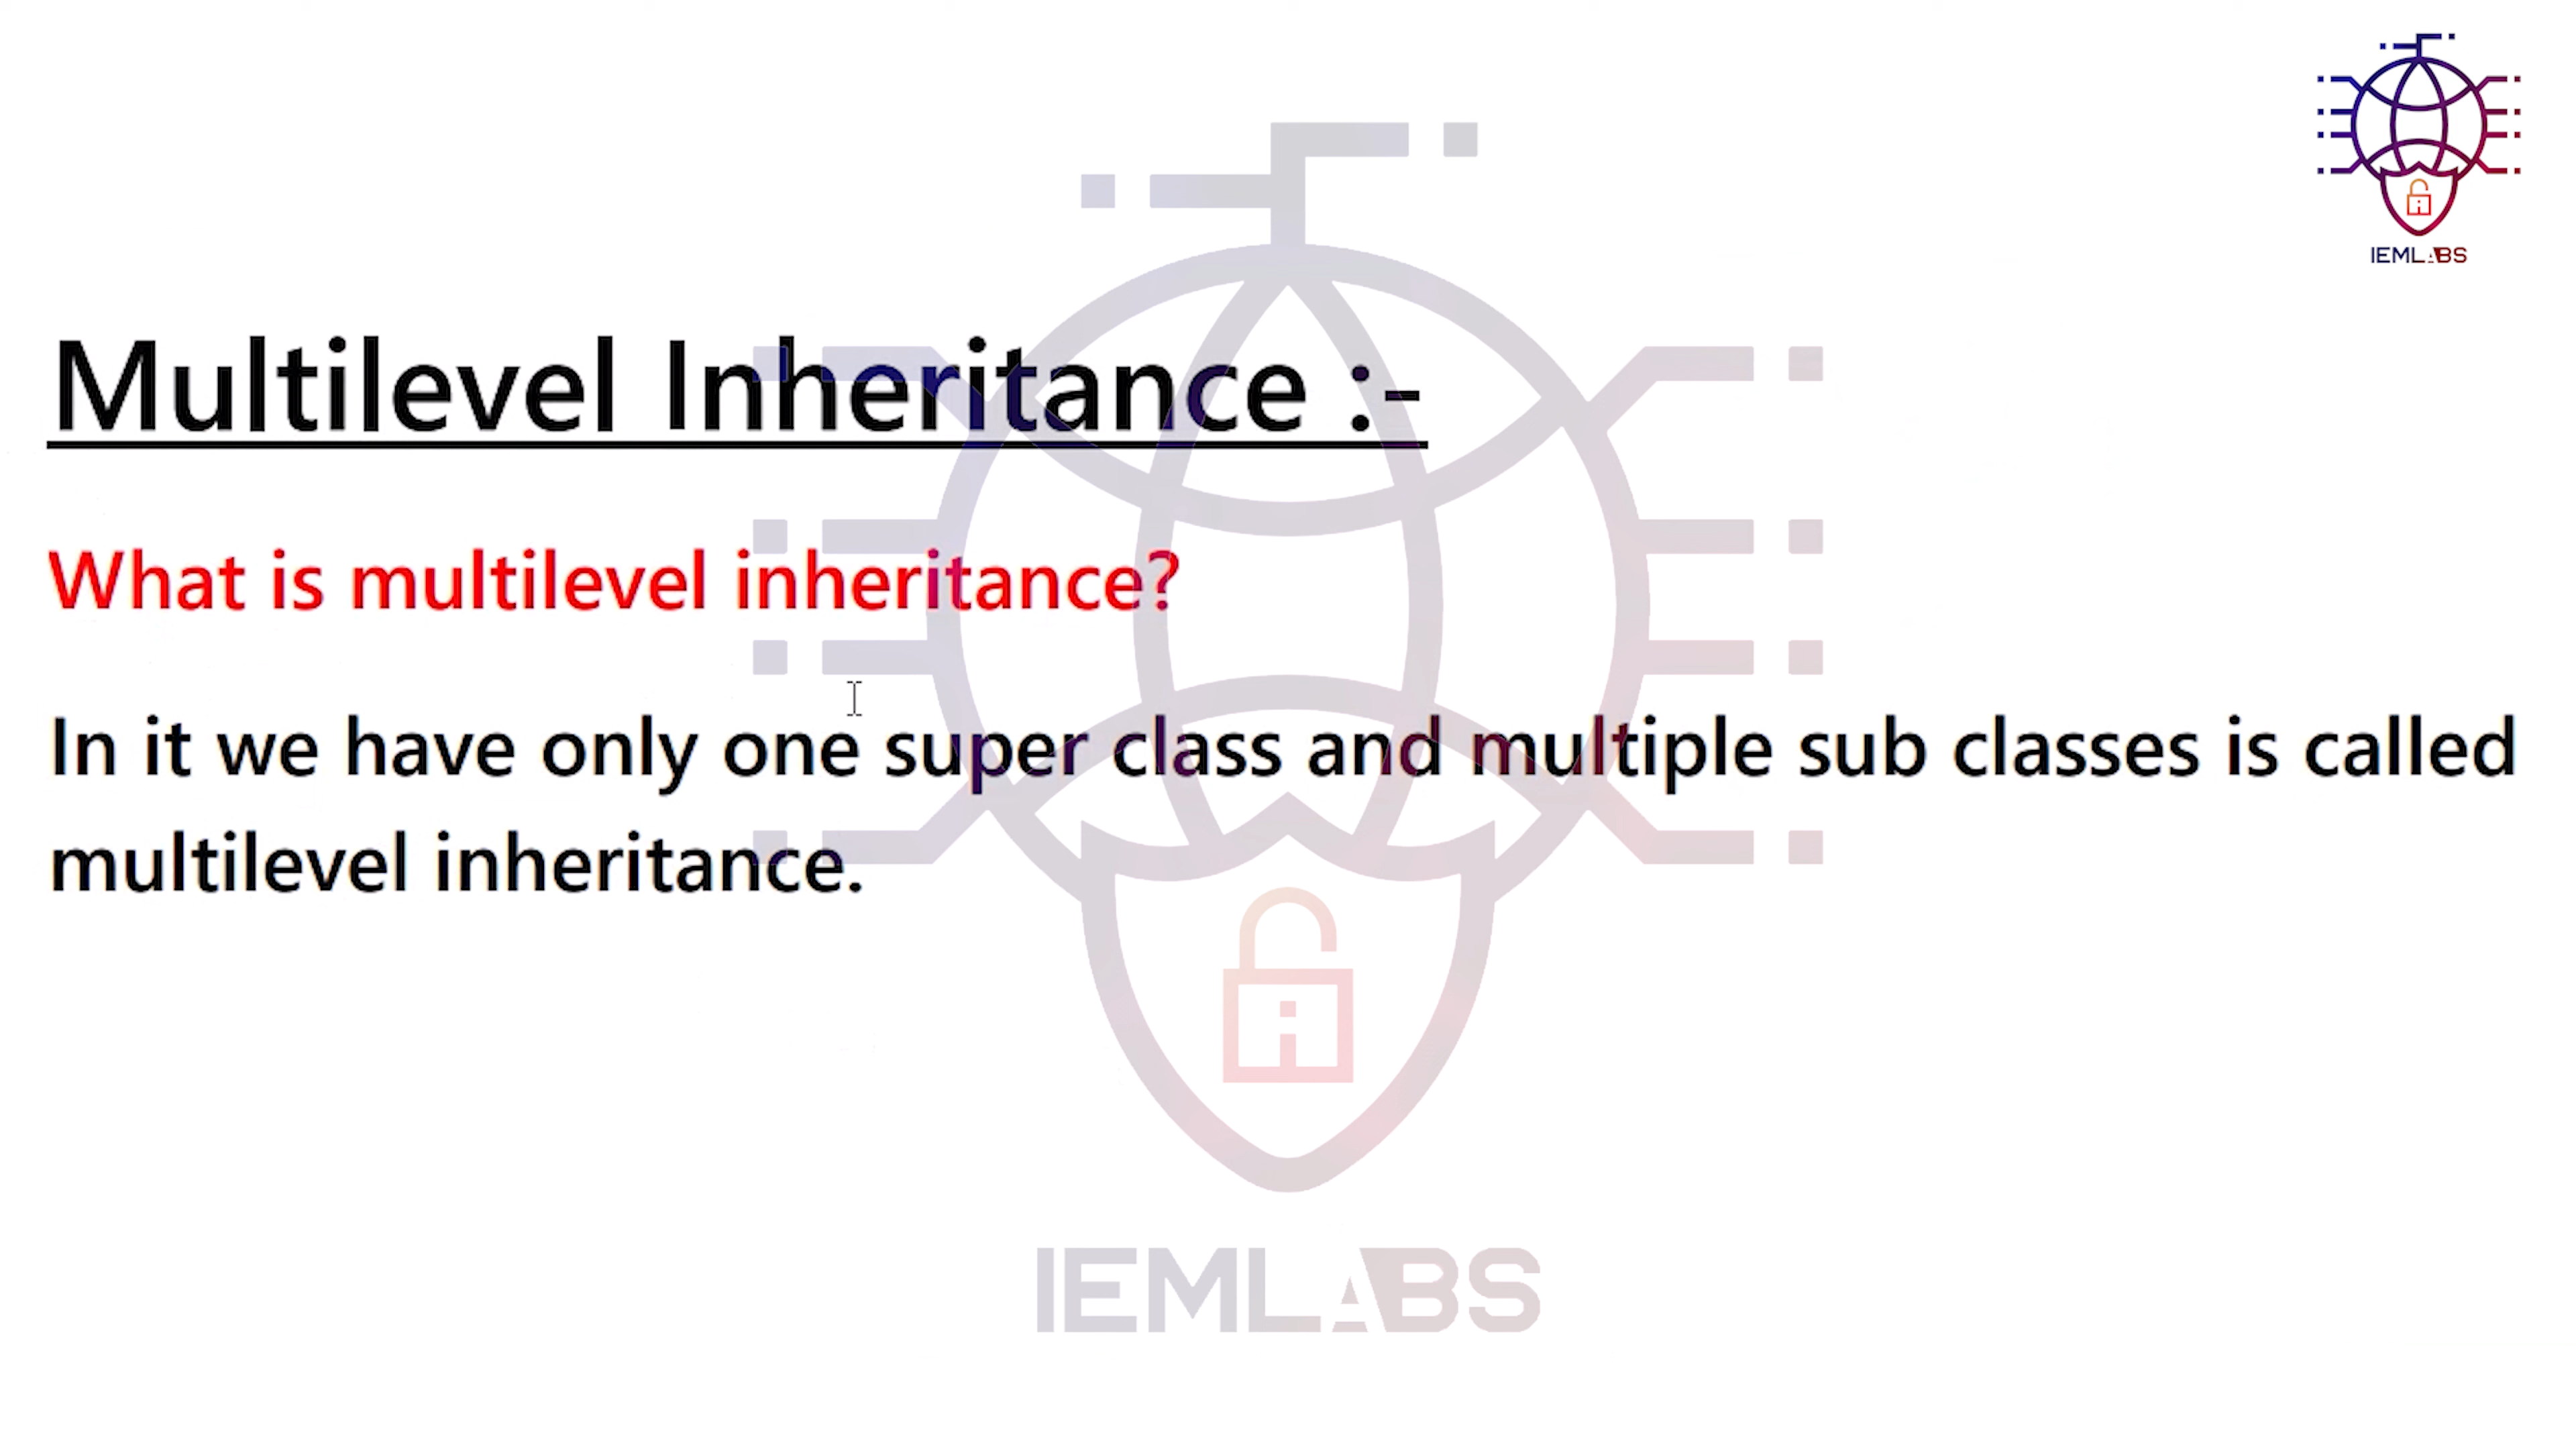 IEMLABS
Multilevel Inheritance :-
What is multilevel inheritance?
In it we have only one super class and multiple sub classes is called
multilevel inheritance.
IEMLABS